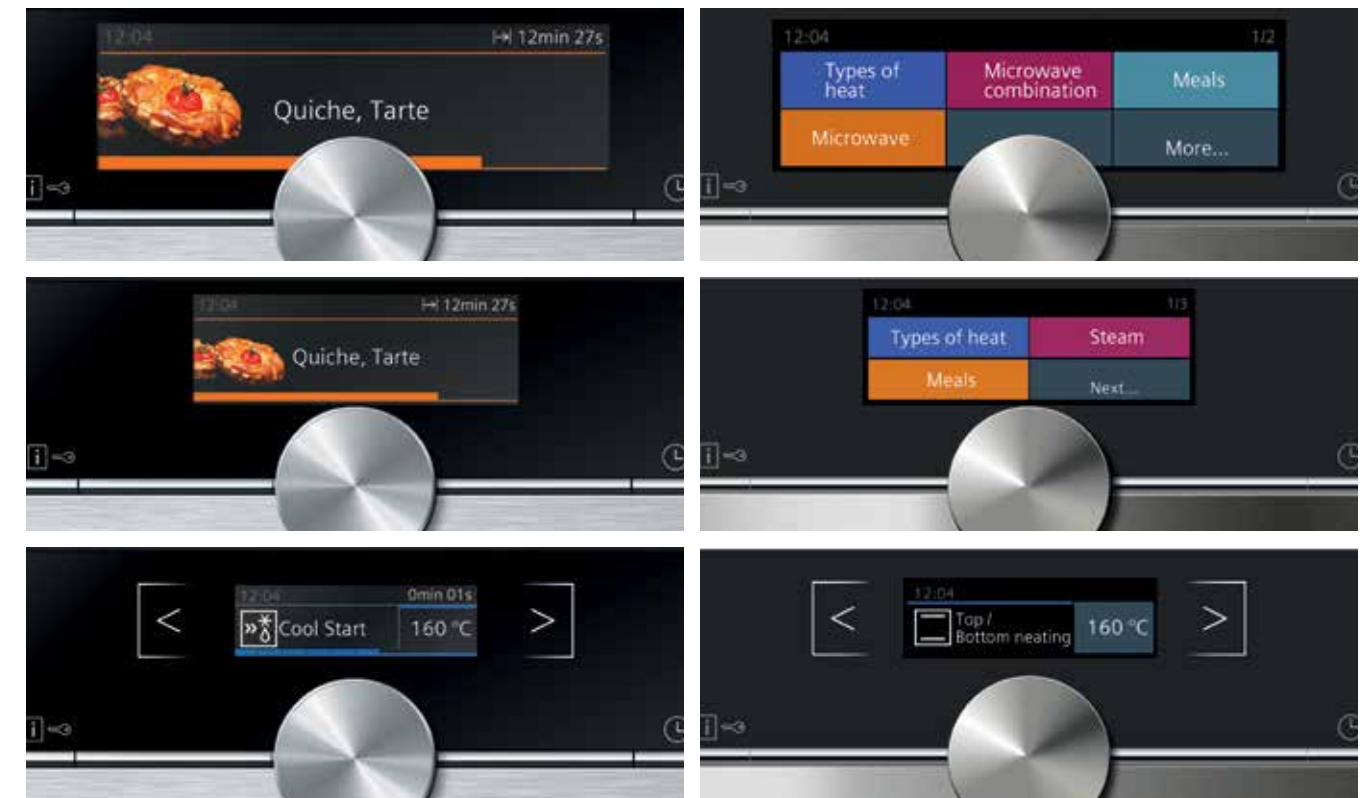 12:04
12min 27s
Quiche, Tarte
i
12:04
1/2
Types of
heat
Microwave
combination
Meals
Microwave
More...
i
12:04
12min 27s
Quiche, Tarte
i
12:04
1/3
Types of heat
Steam
Meals
Next...
i
12:04
0min 01s
<
Cool Start
160 °C
>
i
12:04
<
Top /
Bottom neating
160 °C
>
i